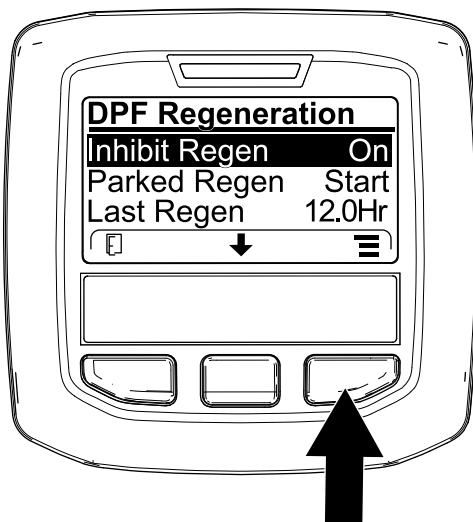 DPF Regeneration
Inhibit Regen On
Parked Regen Start
Last Regen 12.0Hr